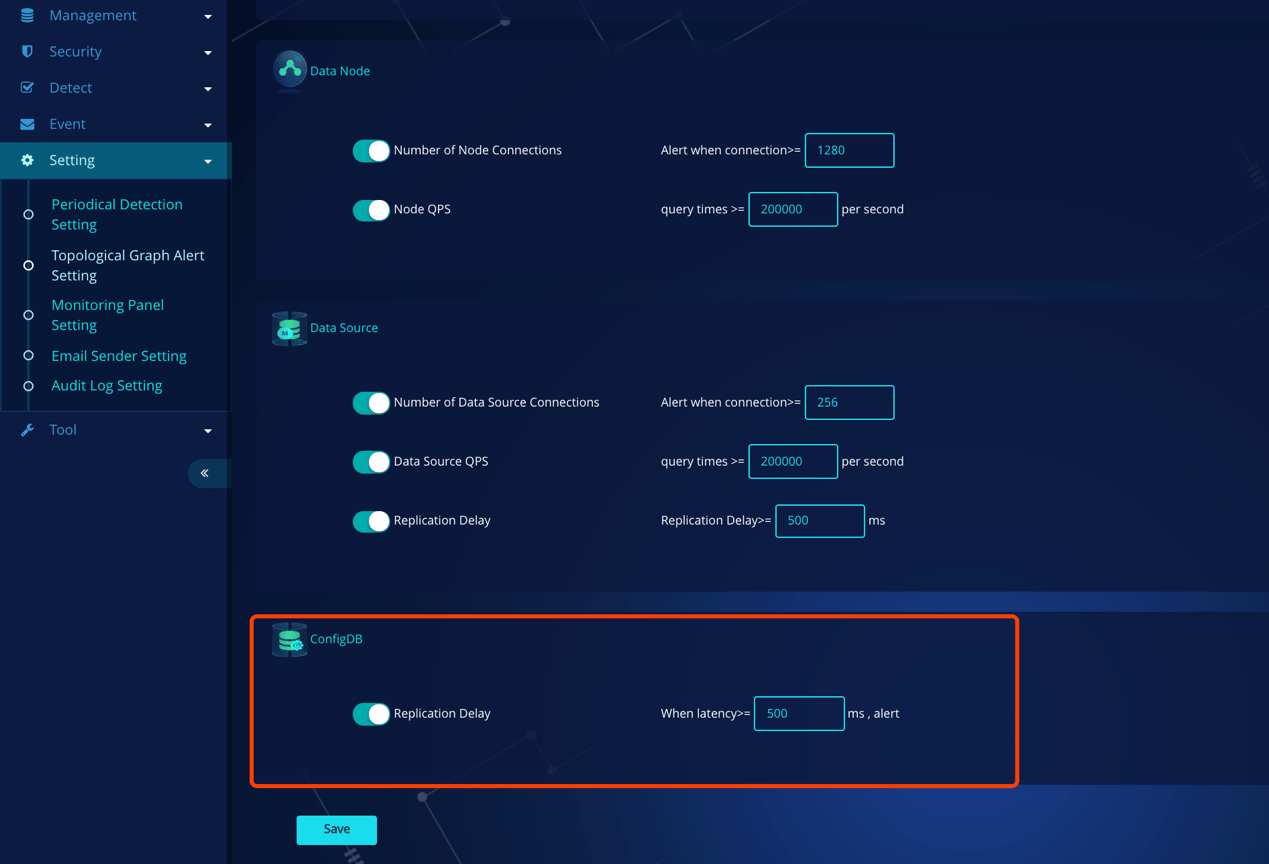 Management
Security
Detect
Event
Setting
Periodical Detection
Setting
Topological Graph Alert
Setting
Monitoring Panel
Setting
Email Sender Setting
Audit Log Setting
Tool
«
Data Node
Number of Node Connections Alert when connection>= 1280
Node QPS query times >= 200000 per second
Data Source
M
Number of Data Source Connections Alert when connection>= 256
Data Source QPS query times >= 200000 per second
Replication Delay Replication Delay>= 500 ms
ConfigDB
Replication Delay When latency>= 500 ms , alert
Save